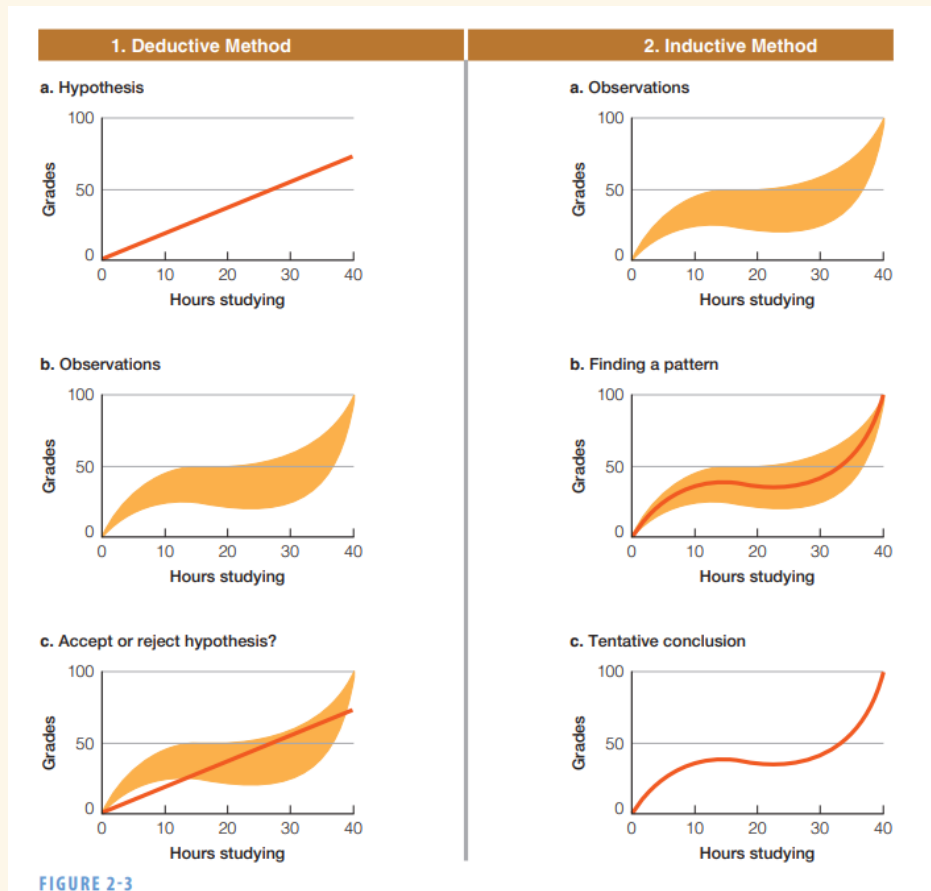 1. Deductive Method
a. Hypothesis
100
50
0
Grades
0 10 20 30 40
Hours studying
b. Observations
100
50
0
Grades
0 10 20 30 40
Hours studying
c. Accept or reject hypothesis?
100
50
0
Grades
0 10 20 30 40
Hours studying
2. Inductive Method
a. Observations
100
50
0
Grades
0 10 20 30 40
Hours studying
b. Finding a pattern
100
50
0
Grades
0 10 20 30 40
Hours studying
c. Tentative conclusion
100
50
0
Grades
0 10 20 30 40
Hours studying
FIGURE 2-3